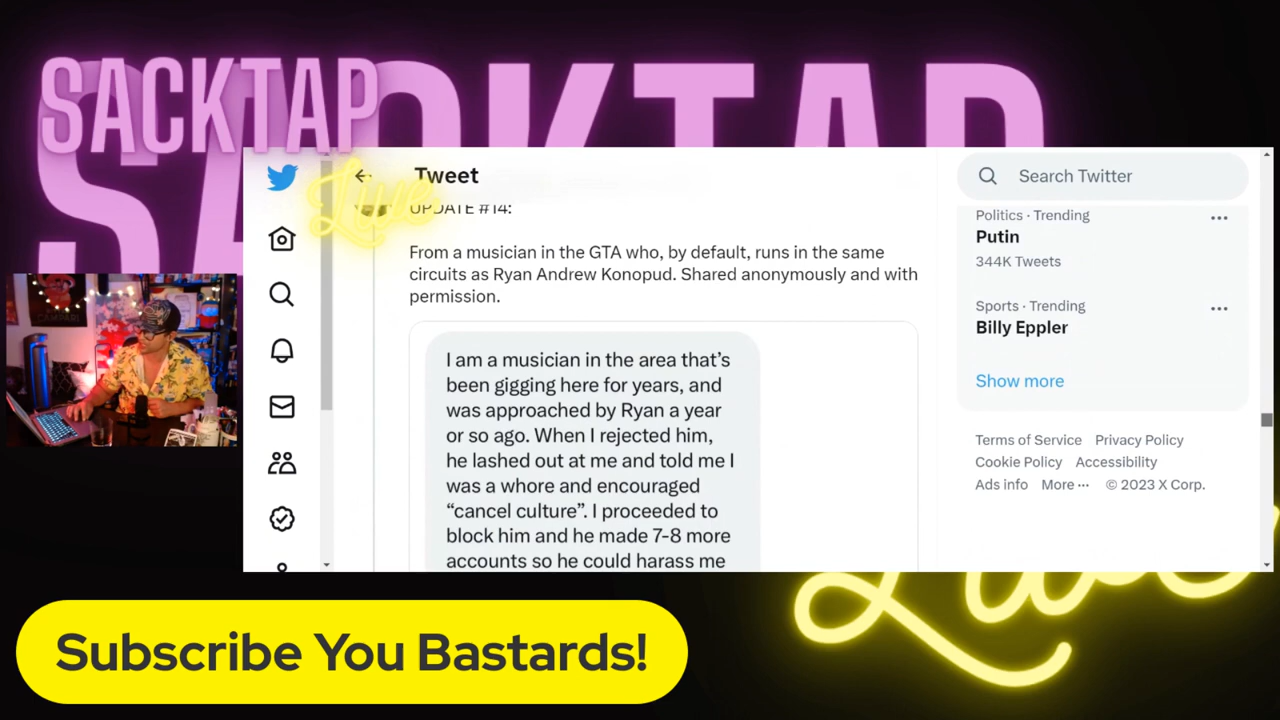 SACKTAP
SACKTAP
Live
Tweet
Search Twitter
UPDATE #14:
From a musician in the GTA who, by default, runs in the same
circuits as Ryan Andrew Konopud. Shared anonymously and with
permission.
I am a musician in the area that’s
been gigging here for years, and
was approached by Ryan a year
or so ago. When I rejected him,
he lashed out at me and told me I
was a whore and encouraged
“cancel culture”. I proceeded to
block him and he made 7-8 more
accounts so he could harass me
Politics · Trending
Putin
344K Tweets
Sports · Trending
Billy Eppler
Show more
Terms of Service Privacy Policy
Cookie Policy Accessibility
Ads info More ··· © 2023 X Corp.
Live
Subscribe You Bastards!